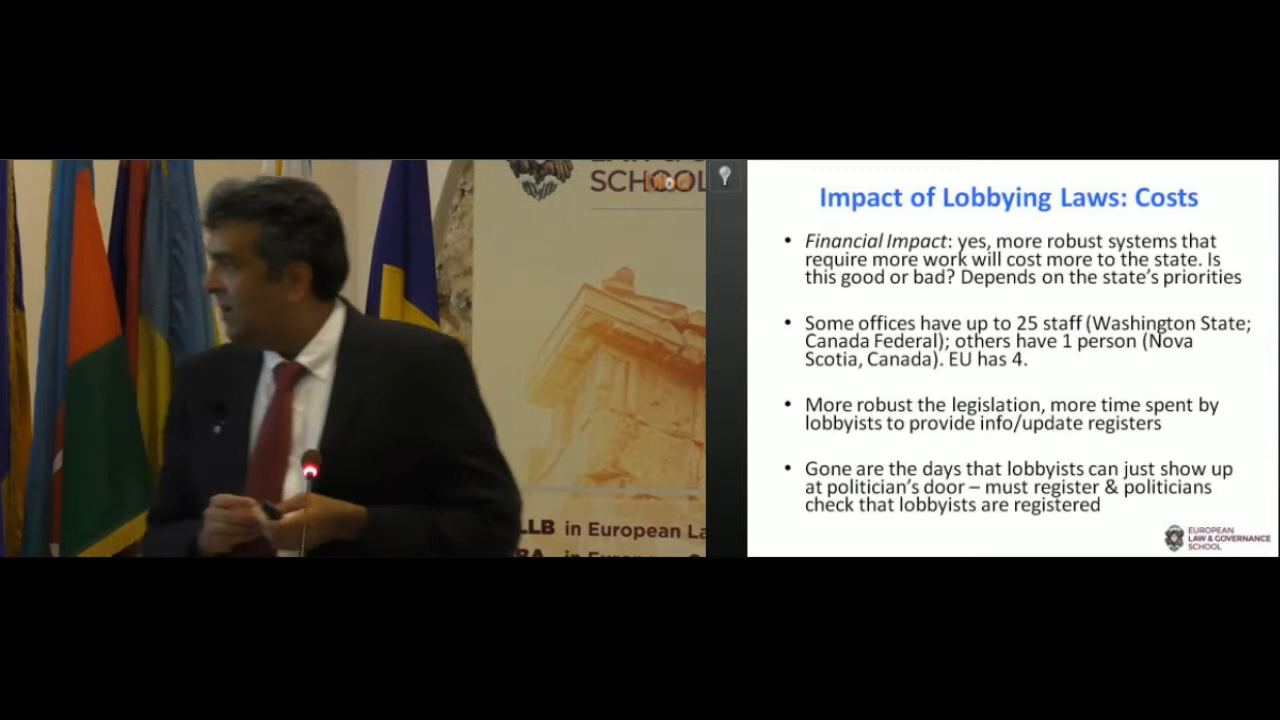 SCHOOL
LLB in European La
Impact of Lobbying Laws: Costs
• Financial Impact: yes, more robust systems that
require more work will cost more to the state. Is
this good or bad? Depends on the state's priorities
• Some offices have up to 25 staff (Washington State;
Canada Federal); others have 1 person (Nova
Scotia, Canada). EU has 4.
• More robust the legislation, more time spent by
lobbyists to provide info/update registers
• Gone are the days that lobbyists can just show up
at politician's door – must register & politicians
check that lobbyists are registered
EUROPEAN
LAW & GOVERNANCE
SCHOOL